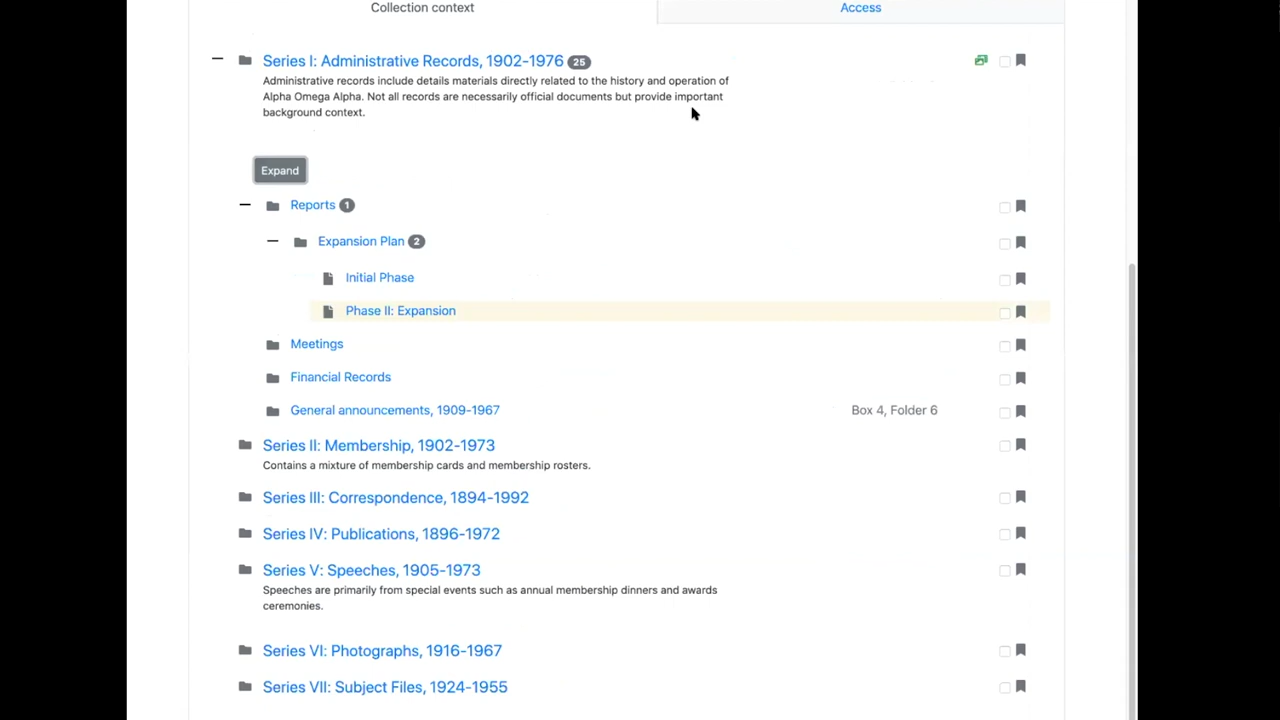 Collection context
Access
Series I: Administrative Records, 1902-1976 25
Administrative records include details materials directly related to the history and operation of
Alpha Omega Alpha. Not all records are necessarily official documents but provide important
background context.
Expand
Reports 1
Expansion Plan 2
Initial Phase
Phase II: Expansion
Meetings
Financial Records
General announcements, 1909-1967 Box 4, Folder 6
Series II: Membership, 1902-1973
Contains a mixture of membership cards and membership rosters.
Series III: Correspondence, 1894-1992
Series IV: Publications, 1896-1972
Series V: Speeches, 1905-1973
Speeches are primarily from special events such as annual membership dinners and awards
ceremonies.
Series VI: Photographs, 1916-1967
Series VII: Subject Files, 1924-1955